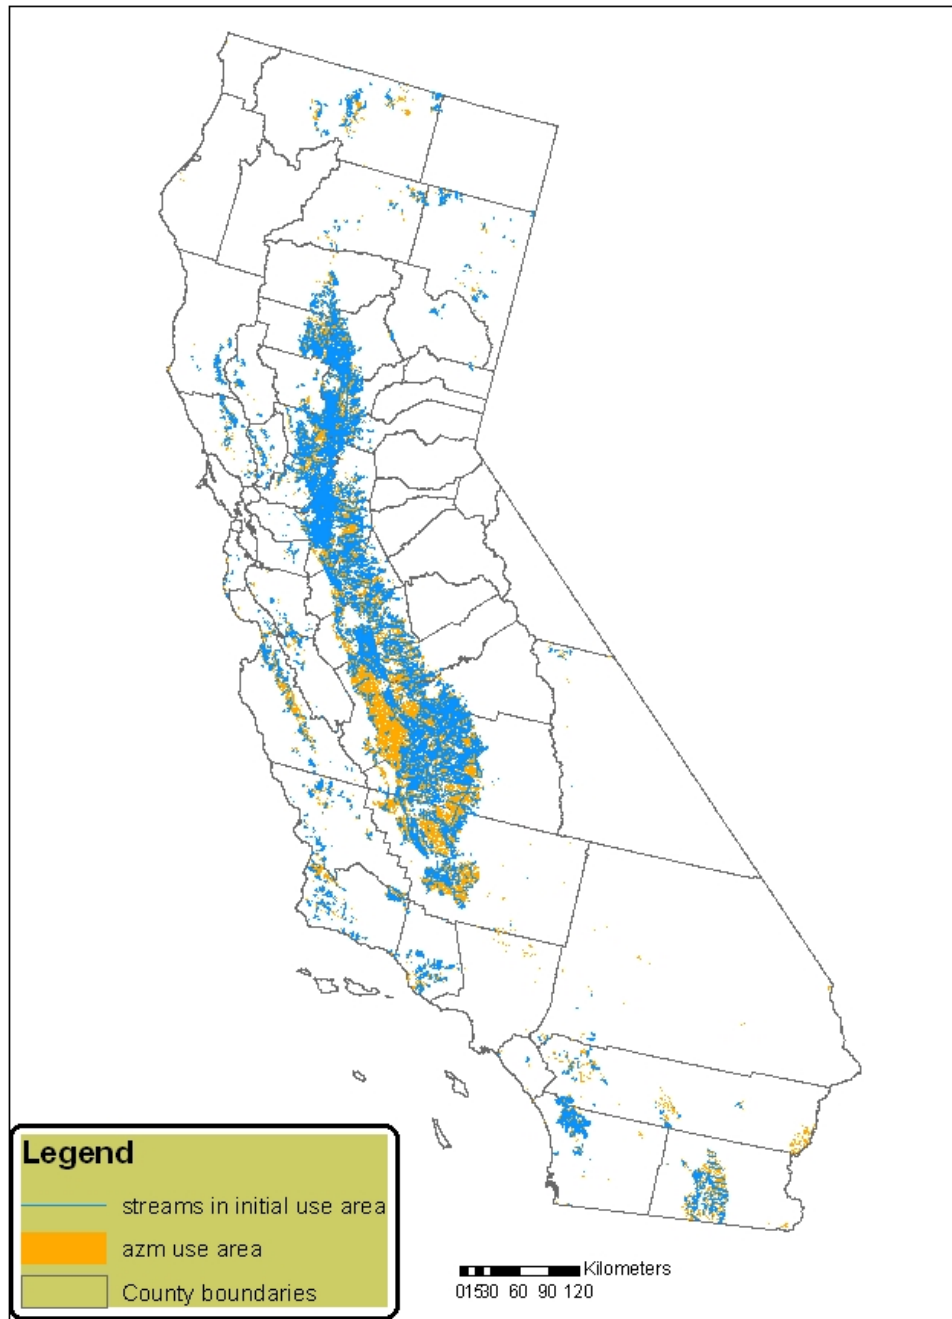 Legend
streams in initial use area
azm use area
County boundaries
Kilometers
01530 60 90 120